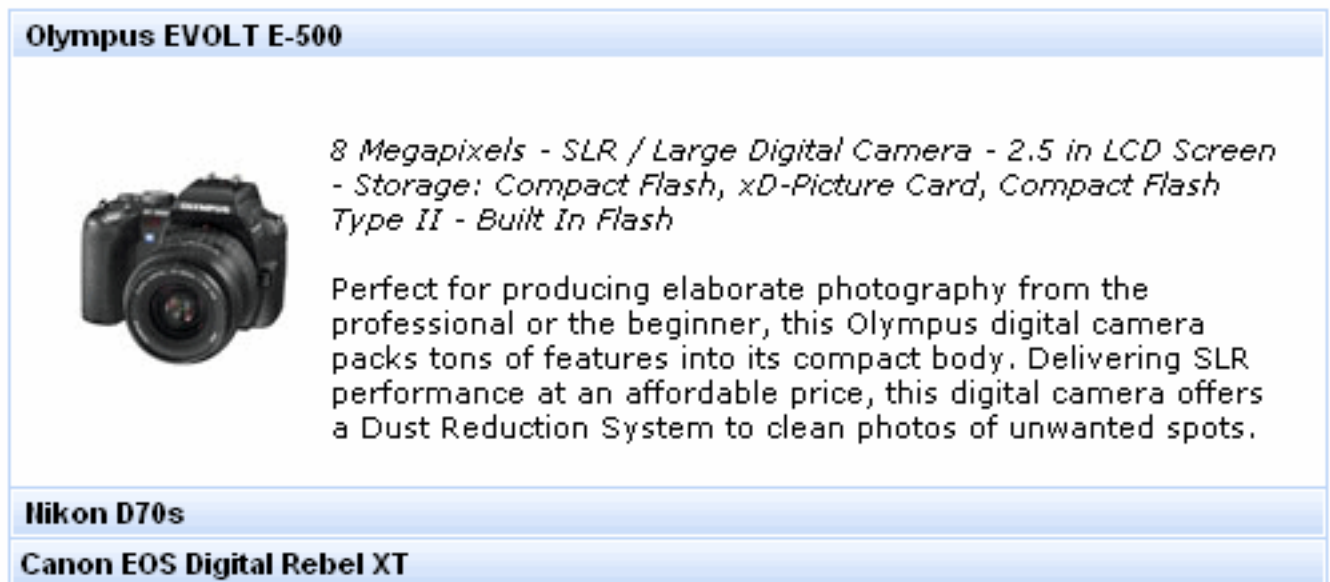 Olympus EVOLT E-500
8 Megapixels - SLR / Large Digital Camera - 2.5 in LCD Screen
- Storage: Compact Flash, xD-Picture Card, Compact Flash
Type II - Built In Flash
OLYMPUS
Perfect for producing elaborate photography from the
professional or the beginner, this Olympus digital camera
packs tons of features into its compact body. Delivering SLR
performance at an affordable price, this digital camera offers
a Dust Reduction System to clean photos of unwanted spots.
Nikon D70s
Canon EOS Digital Rebel XT